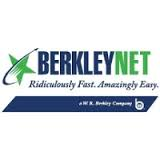 BERKLEYNET
Ridiculously Fast. Amazingly Easy.
a W. R. Berkley Company
b